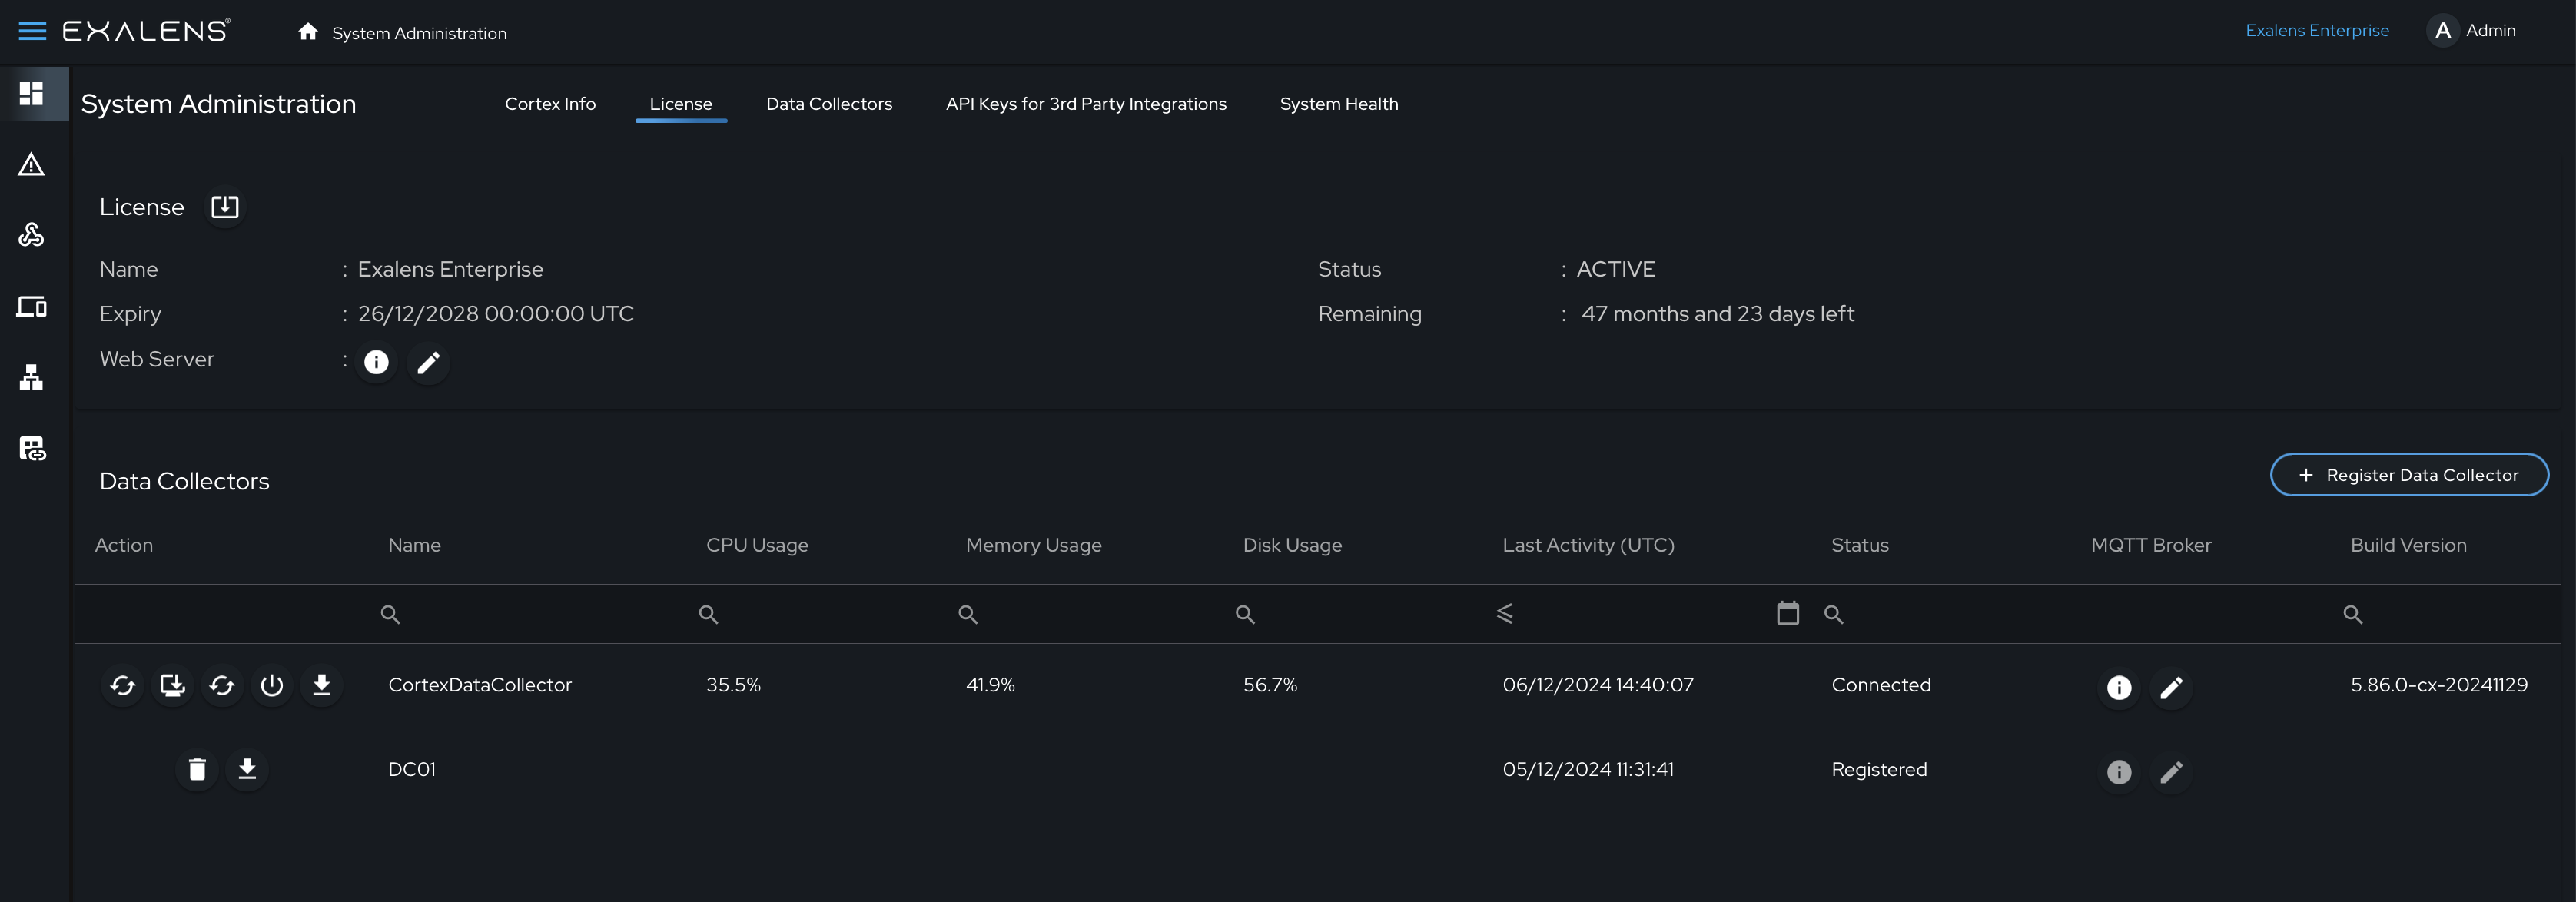 EXALENS®
System Administration
Exalens Enterprise
A Admin
System Administration
Cortex Info
License
Data Collectors
API Keys for 3rd Party Integrations
System Health
License
Name : Exalens Enterprise
Status : ACTIVE
Expiry : 26/12/2028 00:00:00 UTC
Remaining : 47 months and 23 days left
Web Server :
Data Collectors
+ Register Data Collector
Action Name CPU Usage Memory Usage Disk Usage Last Activity (UTC) Status MQTT Broker Build Version
≤
CortexDataCollector 35.5% 41.9% 56.7% 06/12/2024 14:40:07 Connected 5.86.0-cx-20241129
DC01 05/12/2024 11:31:41 Registered